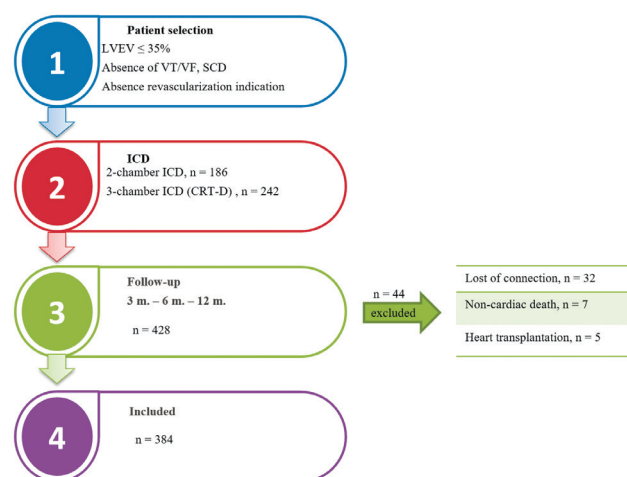 1
Patient selection
LVEV ≤ 35%
Absence of VT/VF, SCD
Absence revascularization indication
2
ICD
2-chamber ICD, n = 186
3-chamber ICD (CRT-D) , n = 242
3
Follow-up
3 m. – 6 m. – 12 m.
n = 428
n = 44
excluded
Lost of connection, n = 32
Non-cardiac death, n = 7
Heart transplantation, n = 5
4
Included
n = 384